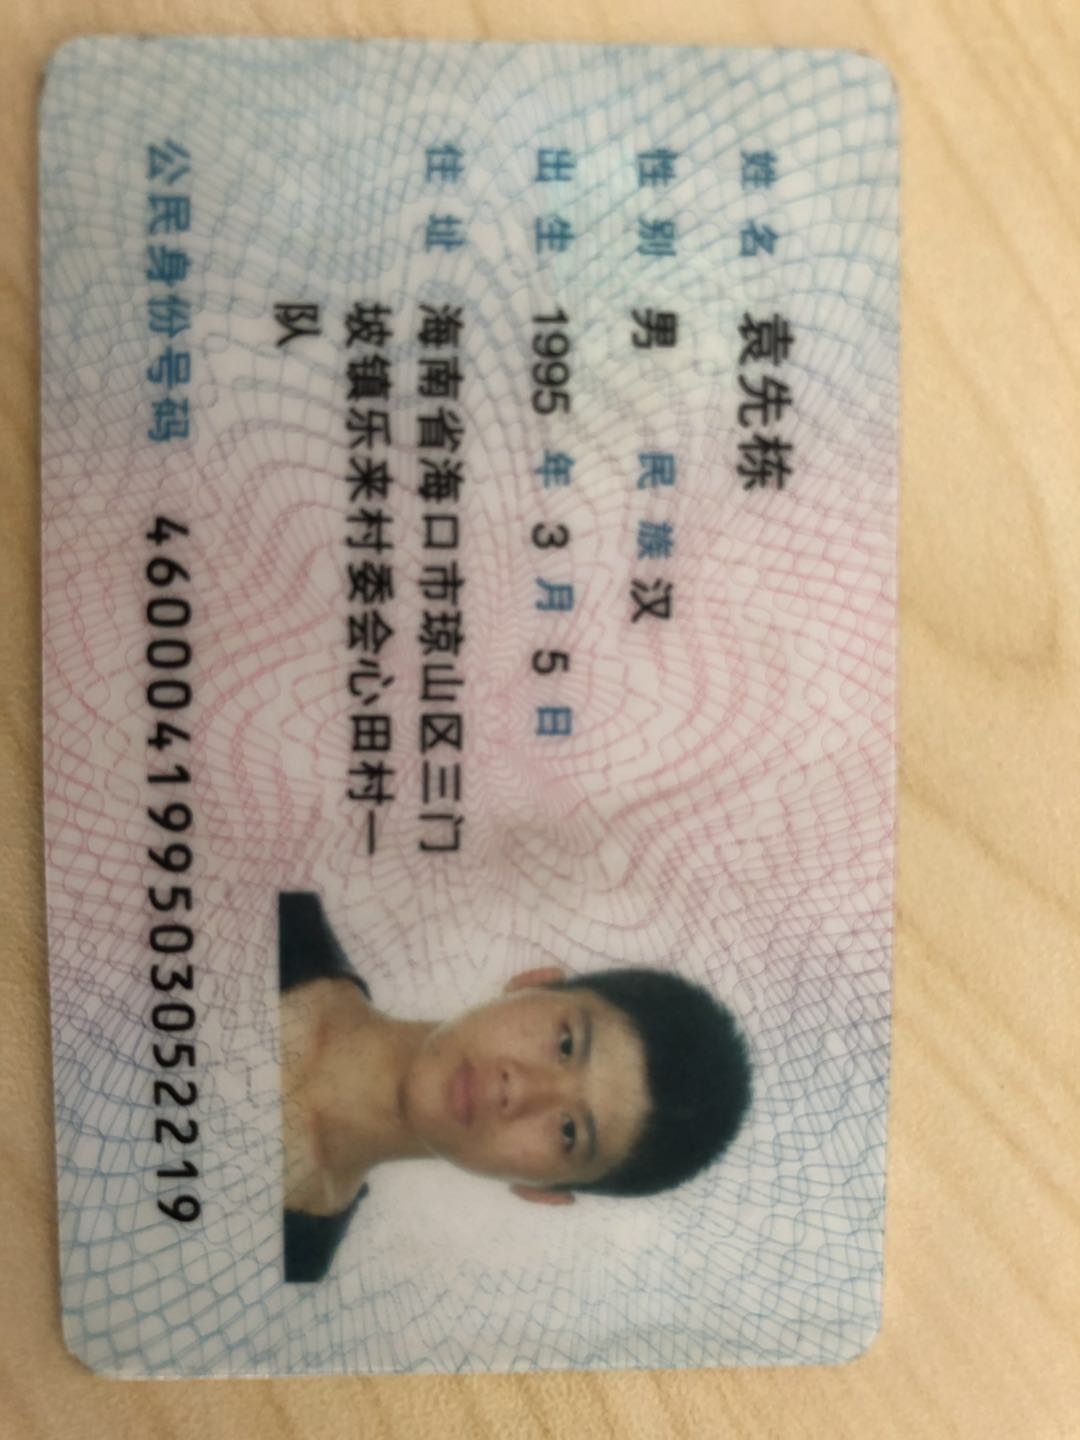 姓名 袁先栋
性别 男 民族 汉
出生 1995 年 3 月 5 日
住址 海南省海口市琼山区三门
坡镇乐来村委会心田村一
队
公民身份号码 460004199503052219